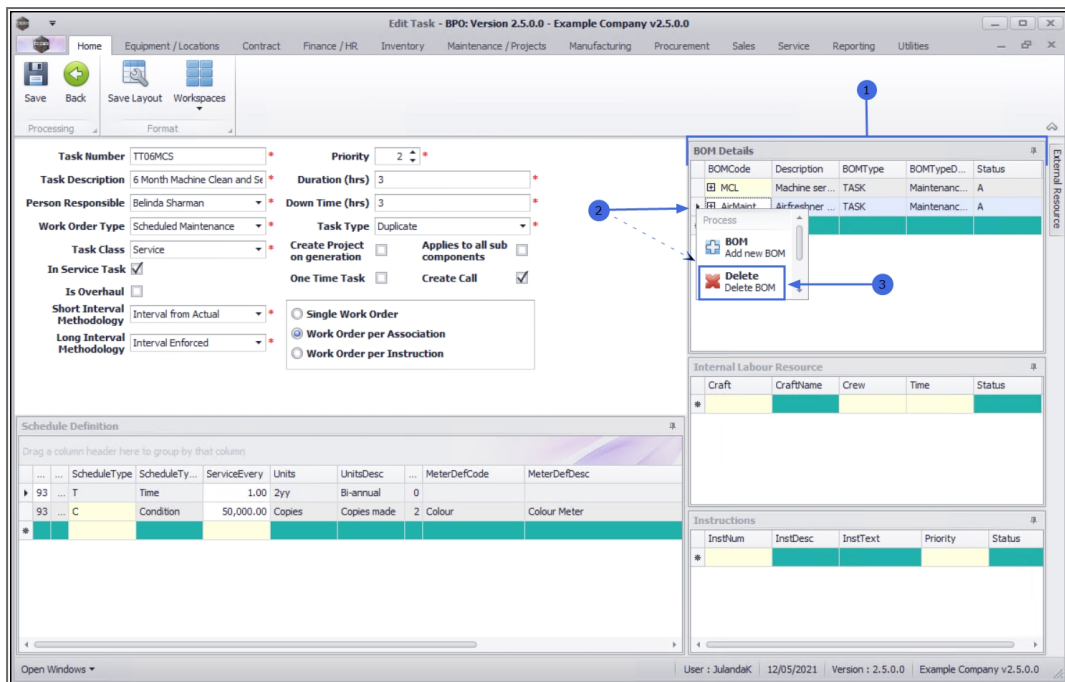 Edit Task - BPO: Version 2.5.0.0 - Example Company v2.5.0.0
Home Equipment / Locations Contract Finance / HR Inventory Maintenance / Projects Manufacturing Procurement Sales Service Reporting Utilities
Save Back Save Layout Workspaces
Processing Format
1
Task Number TT06MCS *
Priority 2 *
Task Description 6 Month Machine Clean and Se *
Duration (hrs) 3 *
Person Responsible Belinda Sharman *
Down Time (hrs) 3 *
Work Order Type Scheduled Maintenance *
Task Type Duplicate *
Task Class Service *
Create Project on generation
Applies to all sub components
In Service Task
One Time Task
Create Call
Is Overhaul
Short Interval Methodology Interval from Actual *
Single Work Order
Work Order per Association
Long Interval Methodology Interval Enforced *
Work Order per Instruction
BOM Details
BOMCode Description BOMType BOMTypeD... Status
MCL Machine ser... TASK Maintenanc... A
AirMaint Airfreshner ... TASK Maintenanc... A
2
Process
BOM
Add new BOM
Delete
Delete BOM
3
External Resource
Internal Labour Resource
Craft CraftName Crew Time Status
*
Schedule Definition
Drag a column header here to group by that column
... ... ScheduleType ScheduleTy... ServiceEvery Units UnitsDesc ... MeterDefCode MeterDefDesc
93 ... T Time 1.00 2yy Bi-annual 0
93 ... C Condition 50,000.00 Copies Copies made 2 Colour Colour Meter
*
Instructions
InstNum InstDesc InstText Priority Status
*
Open Windows
User : JulandaK 12/05/2021 Version : 2.5.0.0 Example Company v2.5.0.0